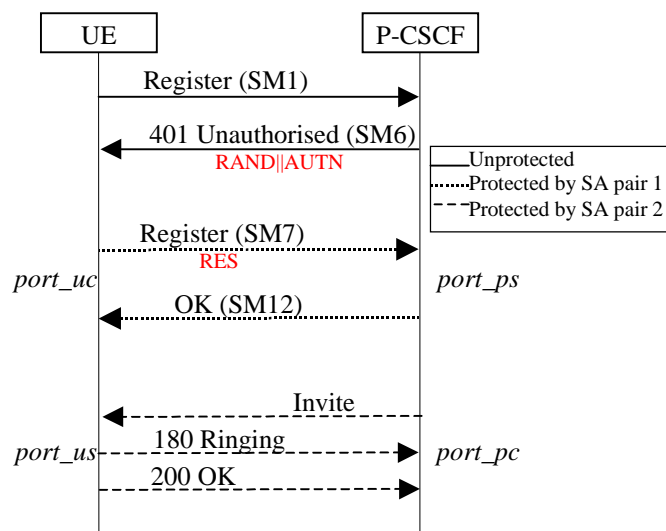 UE
P-CSCF
Register (SM1)
401 Unauthorised (SM6)
RAND||AUTN
Unprotected
Protected by SA pair 1
Protected by SA pair 2
Register (SM7)
RES
port_uc
port_ps
OK (SM12)
Invite
port_us
180 Ringing
port_pc
200 OK